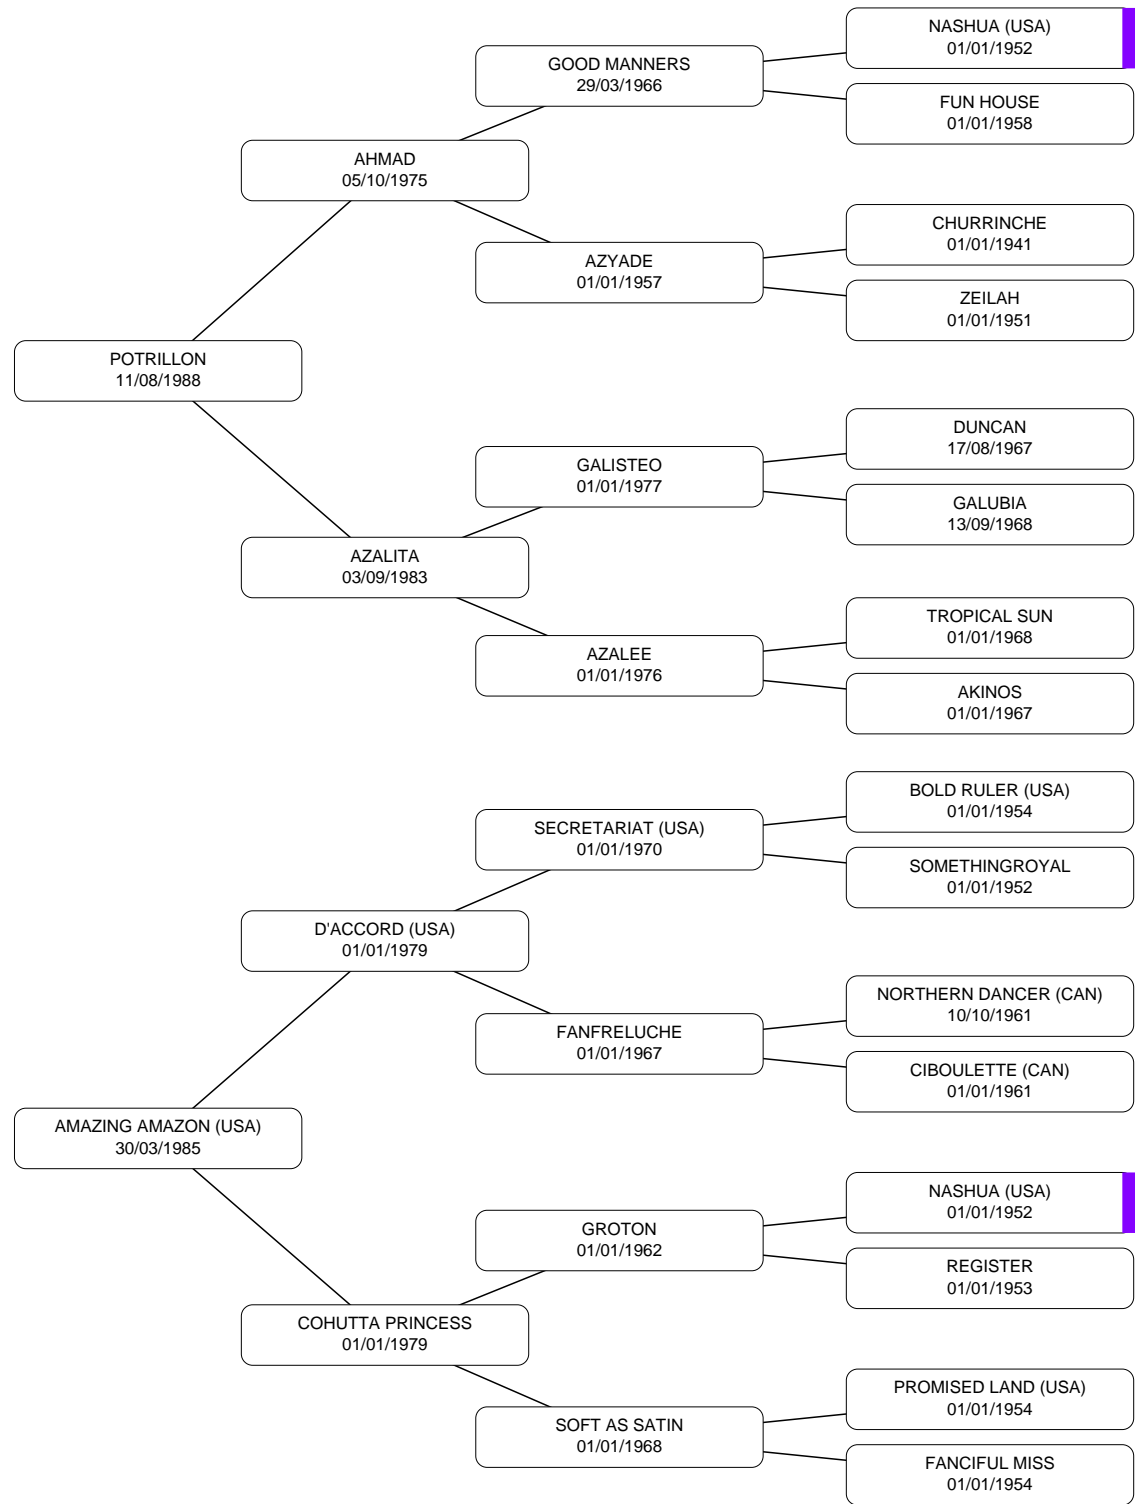 NASHUA (USA)
01/01/1952
GOOD MANNERS
29/03/1966
FUN HOUSE
01/01/1958
AHMAD
05/10/1975
CHURRINCHE
01/01/1941
AZYADE
01/01/1957
ZEILAH
01/01/1951
POTRILLON
11/08/1988
DUNCAN
17/08/1967
GALISTEO
01/01/1977
GALUBIA
13/09/1968
AZALITA
03/09/1983
TROPICAL SUN
01/01/1968
AZALEE
01/01/1976
AKINOS
01/01/1967
BOLD RULER (USA)
01/01/1954
SECRETARIAT (USA)
01/01/1970
SOMETHINGROYAL
01/01/1952
D'ACCORD (USA)
01/01/1979
NORTHERN DANCER (CAN)
10/10/1961
FANFRELUCHE
01/01/1967
CIBOULETTE (CAN)
01/01/1961
AMAZING AMAZON (USA)
30/03/1985
NASHUA (USA)
01/01/1952
GROTON
01/01/1962
REGISTER
01/01/1953
COHUTTA PRINCESS
01/01/1979
PROMISED LAND (USA)
01/01/1954
SOFT AS SATIN
01/01/1968
FANCIFUL MISS
01/01/1954